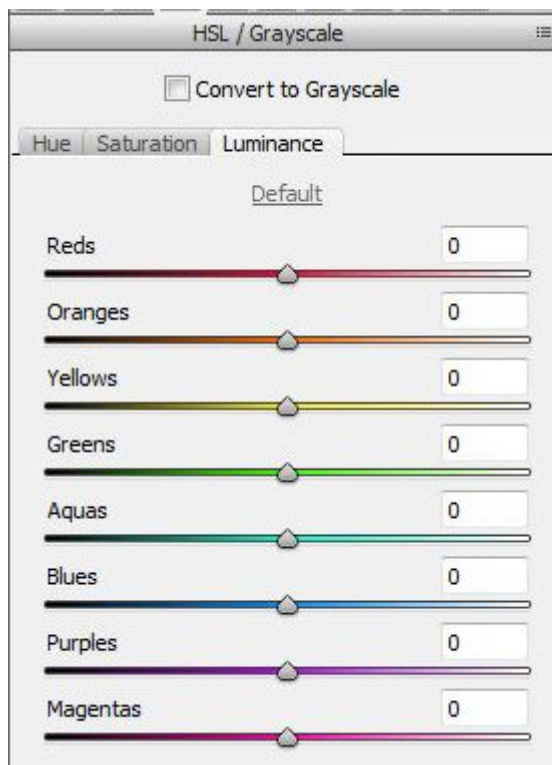 HSL / Grayscale
Convert to Grayscale
Hue Saturation Luminance
Default
Reds 0
Oranges 0
Yellows 0
Greens 0
Aquas 0
Blues 0
Purples 0
Magentas 0